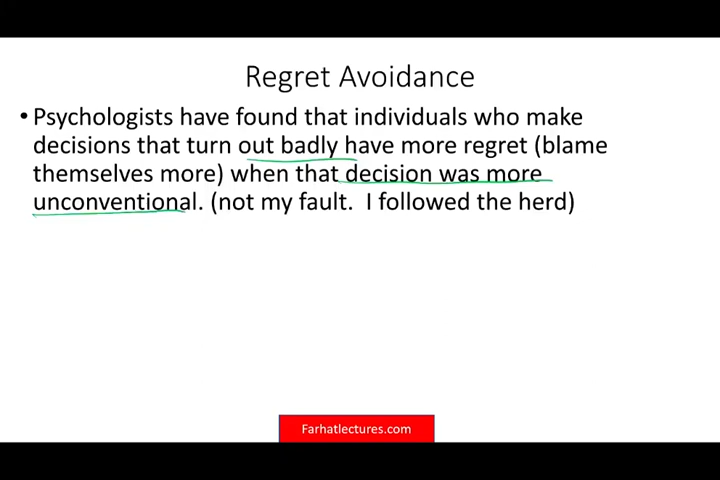 Regret Avoidance
• Psychologists have found that individuals who make
decisions that turn out badly have more regret (blame
themselves more) when that decision was more
unconventional. (not my fault.  I followed the herd)
Farhatlectures.com